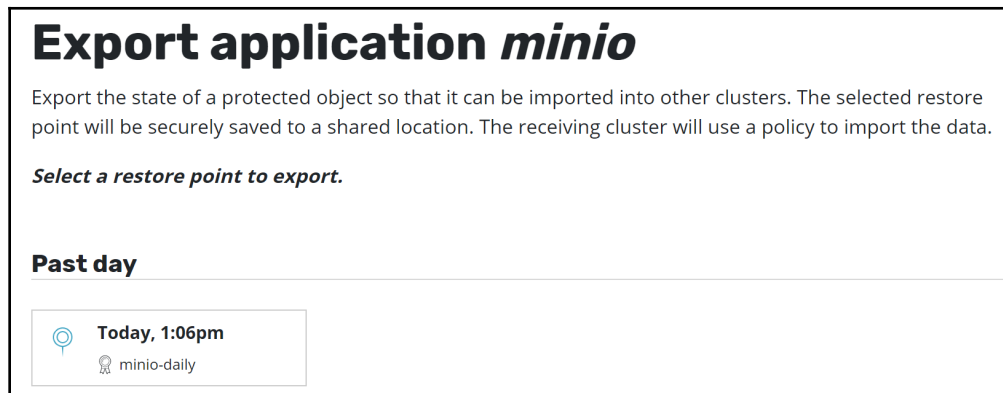 Export application minio
Export the state of a protected object so that it can be imported into other clusters. The selected restore
point will be securely saved to a shared location. The receiving cluster will use a policy to import the data.
Select a restore point to export.
Past day
Today, 1:06pm
minio-daily